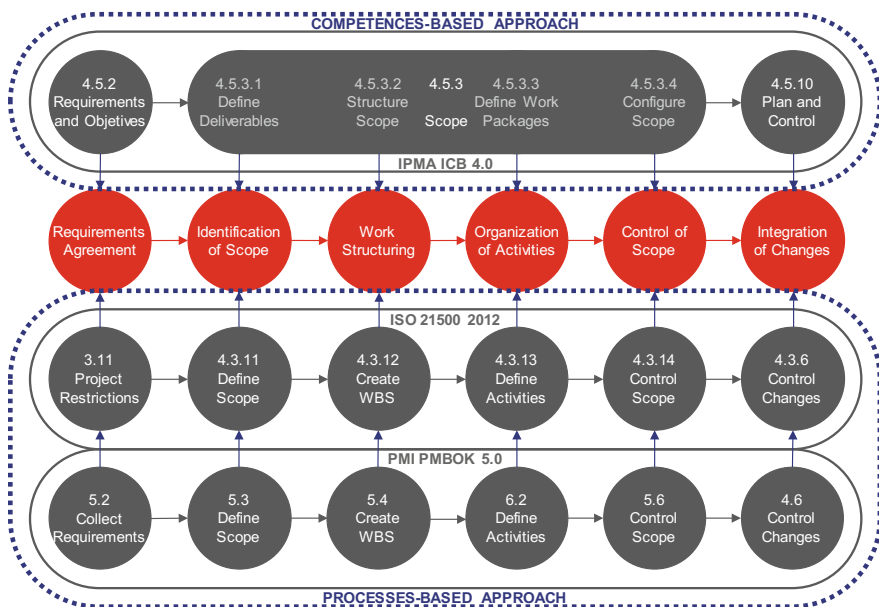 COMPETENCES-BASED APPROACH
4.5.2
Requirements
and Objetives
4.5.3.1
Define
Deliverables
4.5.3.2
Structure
Scope
4.5.3
Scope
4.5.3.3
Define Work
Packages
4.5.3.4
Configure
Scope
4.5.10
Plan and
Control
IPMA ICB 4.0
Requirements
Agreement
Identification
of Scope
Work
Structuring
Organization
of Activities
Control of
Scope
Integration
of Changes
ISO 21500 2012
3.11
Project
Restrictions
4.3.11
Define
Scope
4.3.12
Create
WBS
4.3.13
Define
Activities
4.3.14
Control
Scope
4.3.6
Control
Changes
PMI PMBOK 5.0
5.2
Collect
Requirements
5.3
Define
Scope
5.4
Create
WBS
6.2
Define
Activities
5.6
Control
Scope
4.6
Control
Changes
PROCESSES-BASED APPROACH